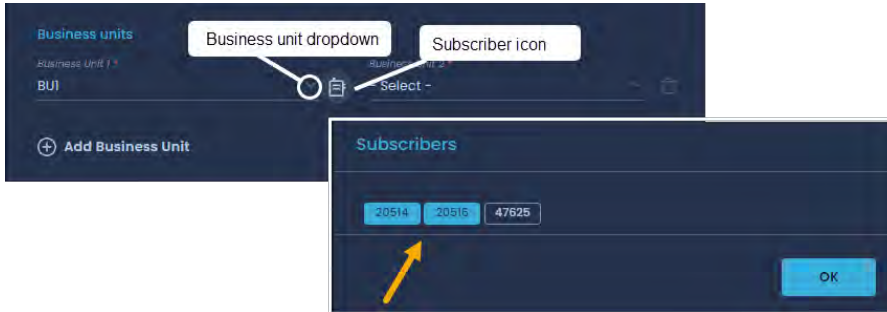 Business units
Business unit dropdown
Subscriber icon
Business Unit 1 *
Business Unit 2 *
BU1
- Select -
Add Business Unit
Subscribers
20514 20516 47625
OK